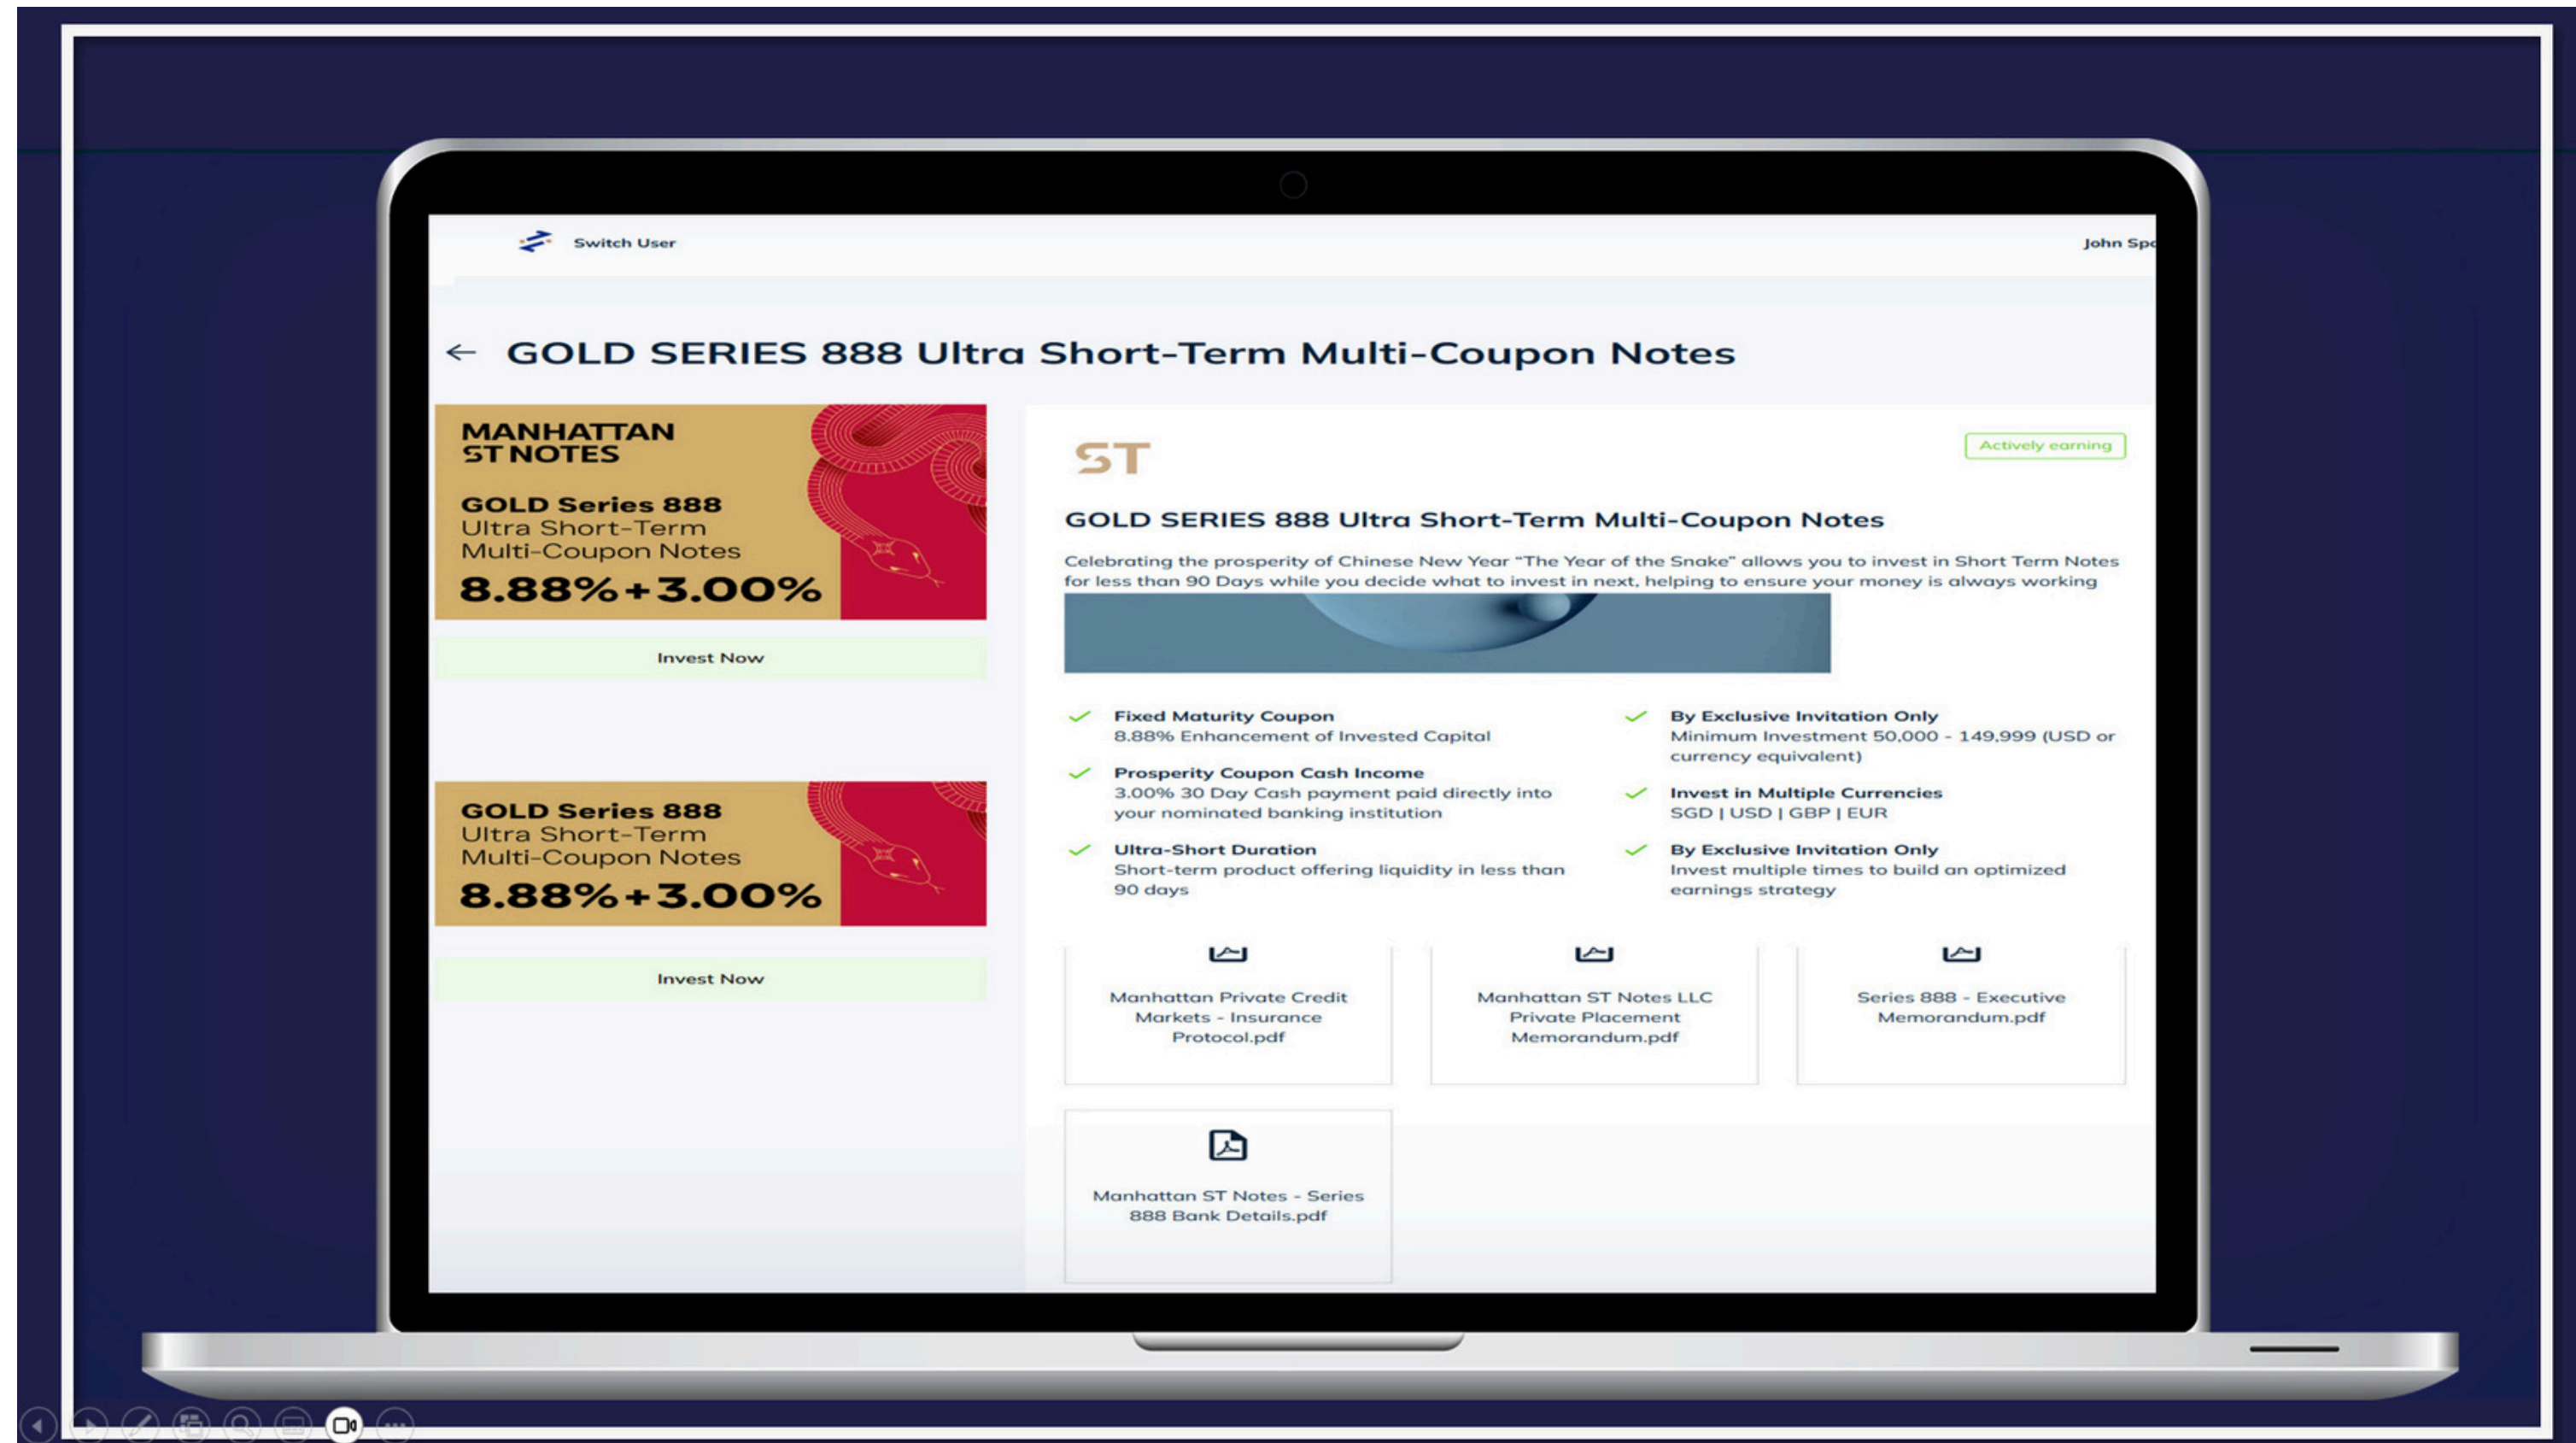 Switch User
John Spo
GOLD SERIES 888 Ultra Short-Term Multi-Coupon Notes
MANHATTAN
ST NOTES
GOLD Series 888
Ultra Short-Term
Multi-Coupon Notes
8.88%+3.00%
Invest Now
GOLD Series 888
Ultra Short-Term
Multi-Coupon Notes
8.88%+3.00%
Invest Now
ST
Actively earning
GOLD SERIES 888 Ultra Short-Term Multi-Coupon Notes
Celebrating the prosperity of Chinese New Year “The Year of the Snake” allows you to invest in Short Term Notes
for less than 90 Days while you decide what to invest in next, helping to ensure your money is always working
Fixed Maturity Coupon
8.88% Enhancement of Invested Capital
Prosperity Coupon Cash Income
3.00% 30 Day Cash payment paid directly into
your nominated banking institution
Ultra-Short Duration
Short-term product offering liquidity in less than
90 days
By Exclusive Invitation Only
Minimum Investment 50,000 - 149,999 (USD or
currency equivalent)
Invest in Multiple Currencies
SGD | USD | GBP | EUR
By Exclusive Invitation Only
Invest multiple times to build an optimized
earnings strategy
Manhattan Private Credit
Markets - Insurance
Protocol.pdf
Manhattan ST Notes LLC
Private Placement
Memorandum.pdf
Series 888 - Executive
Memorandum.pdf
Manhattan ST Notes - Series
888 Bank Details.pdf